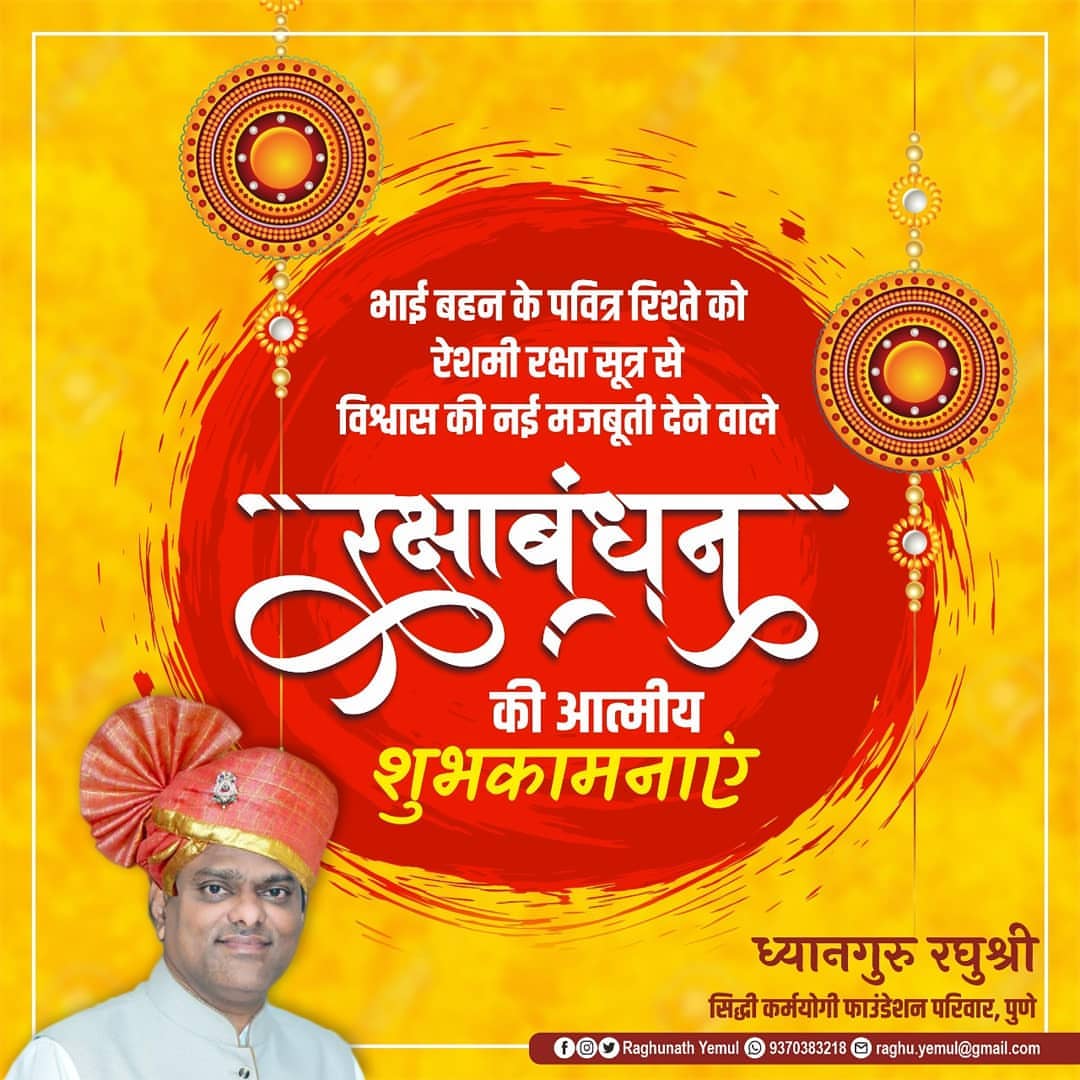 भाई बहन के पवित्र रिश्ते को
रेशमी रक्षा सूत्र से
विश्वास की नई मजबूती देने वाले
रक्षाबंधन
की आत्मीय
शुभकामनाएं
ध्यानगुरु रघुश्री
सिद्धी कर्मयोगी फाउंडेशन परिवार, पुणे
Raghunath Yemul 9370383218 raghu.yemul@gmail.com